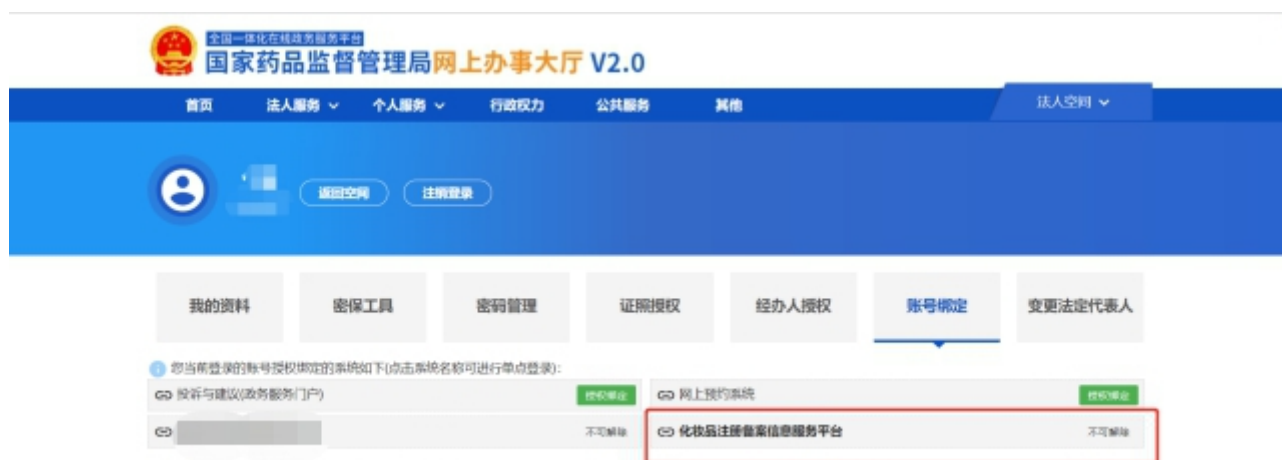 全国一体化在线政务服务平台
国家药品监督管理局网上办事大厅 V2.0
首页 法人服务 个人服务 行政权力 公共服务 其他 法人空间
返回空间 注销登录
我的资料 密保工具 密码管理 证照授权 经办人授权 账号绑定 变更法定代表人
您当前登录的账号授权绑定的系统如下(点击系统名称可进行单点登录):
投诉与建议(政务服务门户) 授权绑定 网上预约系统 授权绑定
不可解除 化妆品注册备案信息服务平台 不可解除